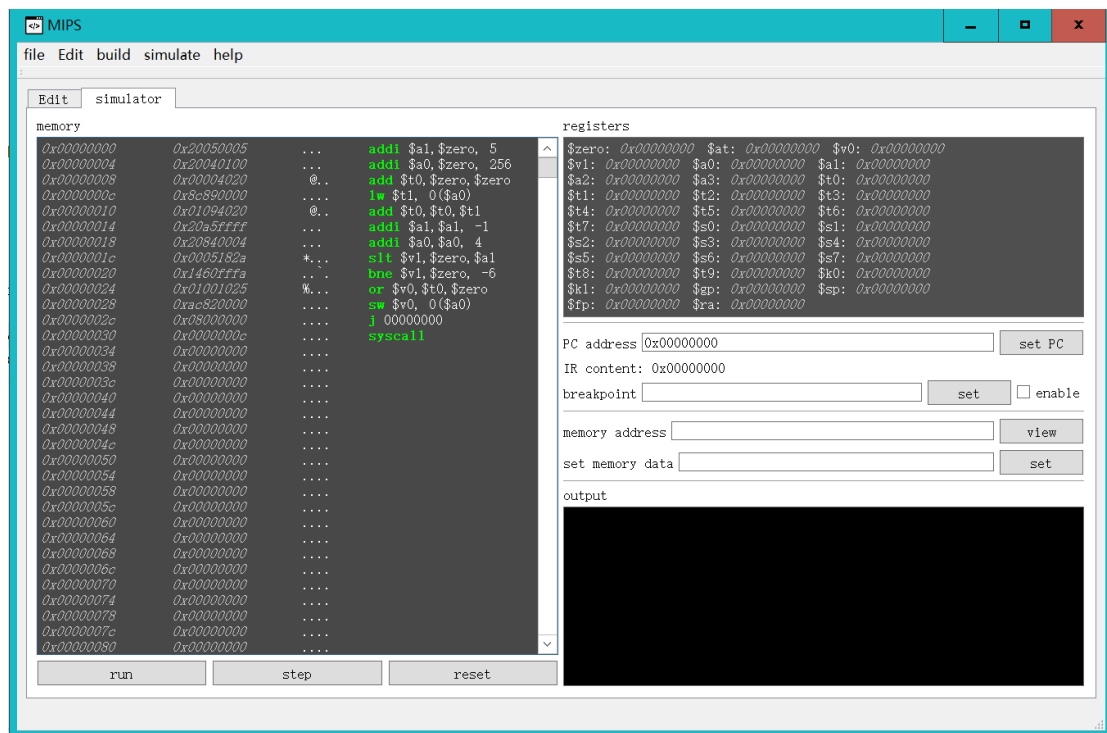 MIPS
file Edit build simulate help
Edit simulator
memory
0x00000000 0x20050005 ... addi $a1,$zero, 5
0x00000004 0x20040100 ... addi $a0,$zero, 256
0x00000008 0x00004020 @.. add $t0,$zero,$zero
0x0000000c 0x8c890000 .... lw $t1, 0($a0)
0x00000010 0x01094020 @.. add $t0,$t0,$t1
0x00000014 0x20a5ffff ... addi $a1,$a1, -1
0x00000018 0x20840004 ... addi $a0,$a0, 4
0x0000001c 0x0005182a *... slt $v1,$zero,$a1
0x00000020 0x1460fffa ..`. bne $v1,$zero, -6
0x00000024 0x01001025 %... or $v0,$t0,$zero
0x00000028 0xac820000 .... sw $v0, 0($a0)
0x0000002c 0x08000000 .... j 00000000
0x00000030 0x0000000c .... syscall
0x00000034 0x00000000 ....
0x00000038 0x00000000 ....
0x0000003c 0x00000000 ....
0x00000040 0x00000000 ....
0x00000044 0x00000000 ....
0x00000048 0x00000000 ....
0x0000004c 0x00000000 ....
0x00000050 0x00000000 ....
0x00000054 0x00000000 ....
0x00000058 0x00000000 ....
0x0000005c 0x00000000 ....
0x00000060 0x00000000 ....
0x00000064 0x00000000 ....
0x00000068 0x00000000 ....
0x0000006c 0x00000000 ....
0x00000070 0x00000000 ....
0x00000074 0x00000000 ....
0x00000078 0x00000000 ....
0x0000007c 0x00000000 ....
0x00000080 0x00000000 ....
run step reset
registers
$zero: 0x00000000 $at: 0x00000000 $v0: 0x00000000
$v1: 0x00000000 $a0: 0x00000000 $a1: 0x00000000
$a2: 0x00000000 $a3: 0x00000000 $t0: 0x00000000
$t1: 0x00000000 $t2: 0x00000000 $t3: 0x00000000
$t4: 0x00000000 $t5: 0x00000000 $t6: 0x00000000
$t7: 0x00000000 $s0: 0x00000000 $s1: 0x00000000
$s2: 0x00000000 $s3: 0x00000000 $s4: 0x00000000
$s5: 0x00000000 $s6: 0x00000000 $s7: 0x00000000
$t8: 0x00000000 $t9: 0x00000000 $k0: 0x00000000
$k1: 0x00000000 $gp: 0x00000000 $sp: 0x00000000
$fp: 0x00000000 $ra: 0x00000000
PC address 0x00000000 set PC
IR content: 0x00000000
breakpoint set enable
memory address view
set memory data set
output